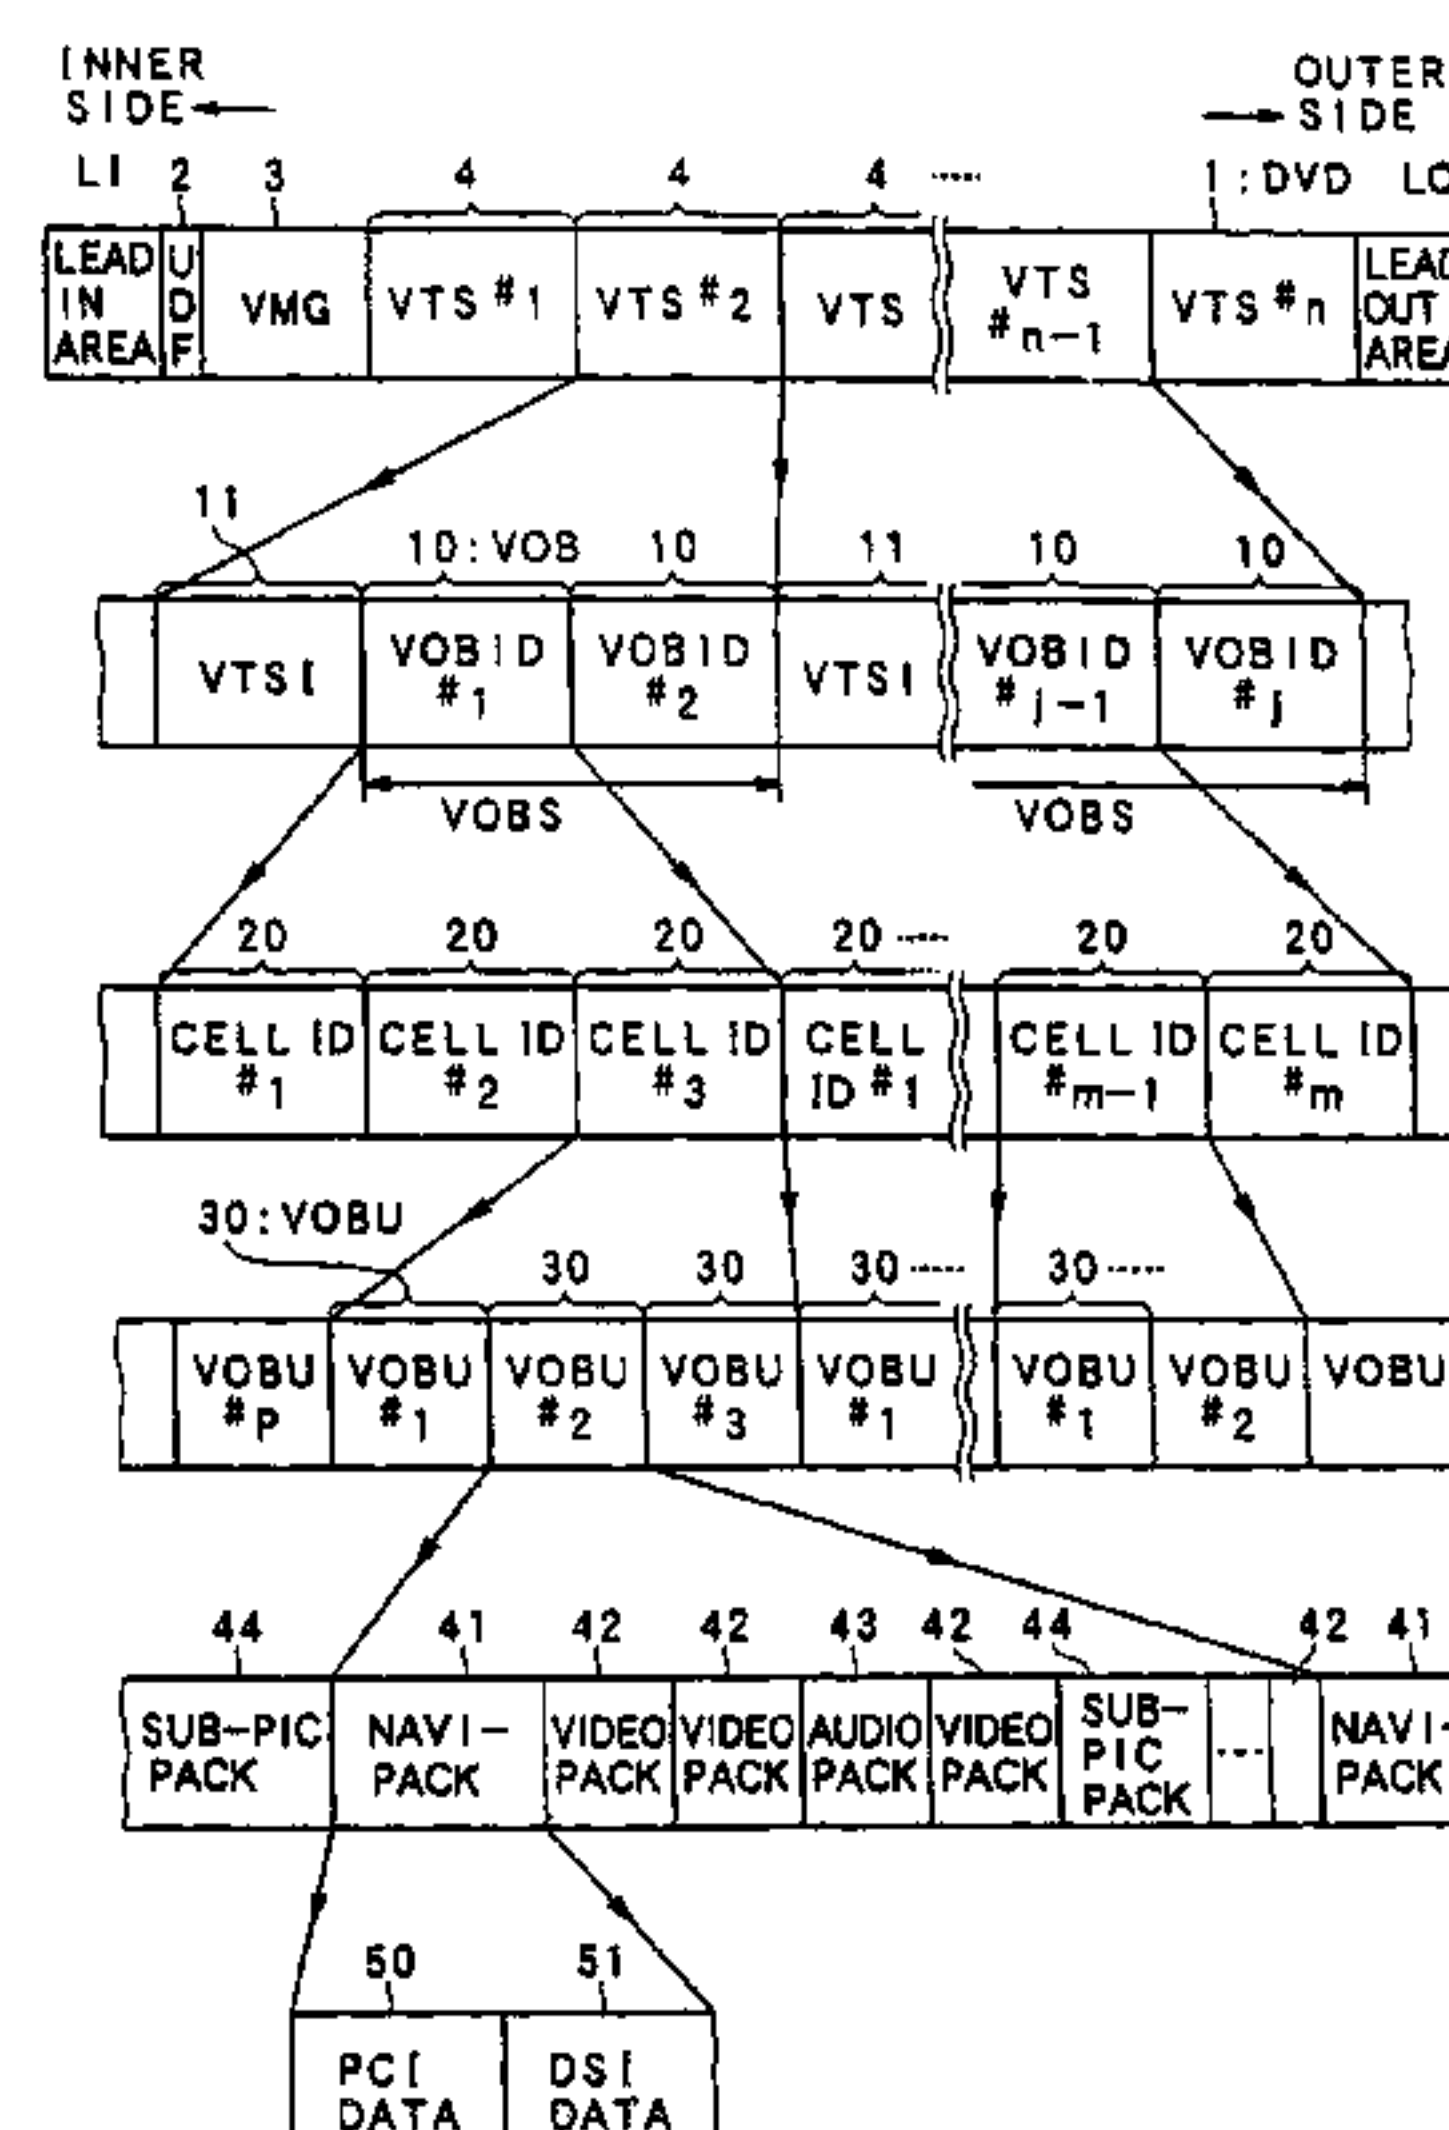 INNER
SIDE
OUTER
SIDE
LI 2 3 4 4 4 ····· 1:DVD LO
LEAD
IN
AREA
U
D
F
VMG
VTS #1
VTS #2
VTS
VTS
#n-1
VTS #n
LEAD
OUT
AREA
11 10:VOB 10 11 10 10
VTSI
VOBID
#1
VOBID
#2
VTSI
VOBID
#j-1
VOBID
#j
VOBS
VOBS
20 20 20 20 ····· 20 20
CELL ID
#1
CELL ID
#2
CELL ID
#3
CELL
ID #1
CELL ID
#m-1
CELL ID
#m
30:VOBU 30 30 30 ····· 30 ·····
VOBU
#P
VOBU
#1
VOBU
#2
VOBU
#3
VOBU
#1
VOBU
#1
VOBU
#2
VOBU
44 41 42 42 43 42 44 42 41
SUB-PIC
PACK
NAVI-
PACK
VIDEO
PACK
VIDEO
PACK
AUDIO
PACK
VIDEO
PACK
SUB-
PIC
PACK
····
NAVI-
PACK
50 51
PCI
DATA
DSI
DATA